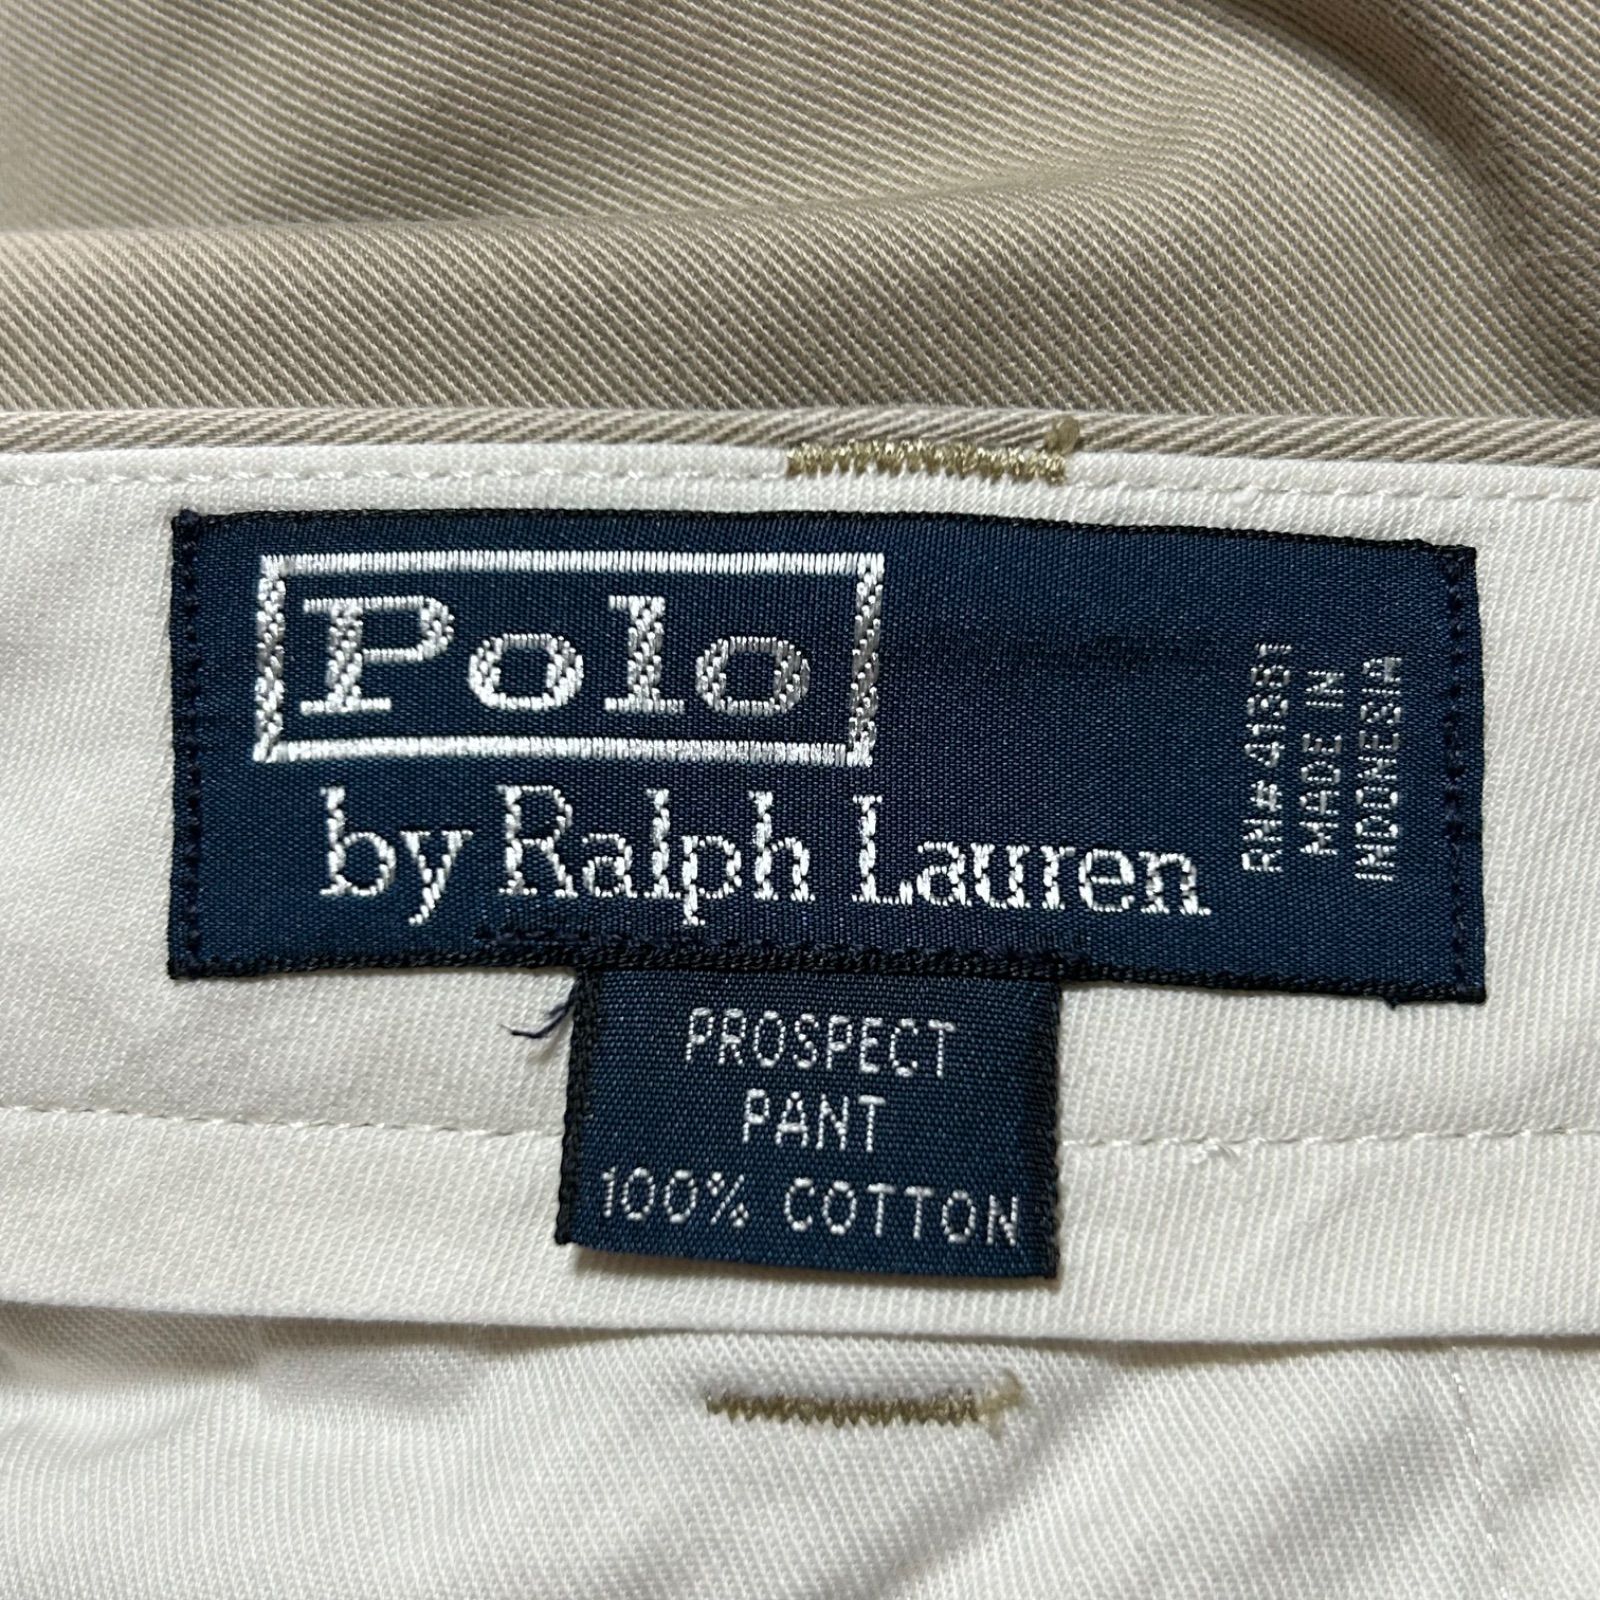 Polo
by Ralph Lauren
RN#41381
MADE IN
INDONESIA
PROSPECT
PANT
100% COTTON